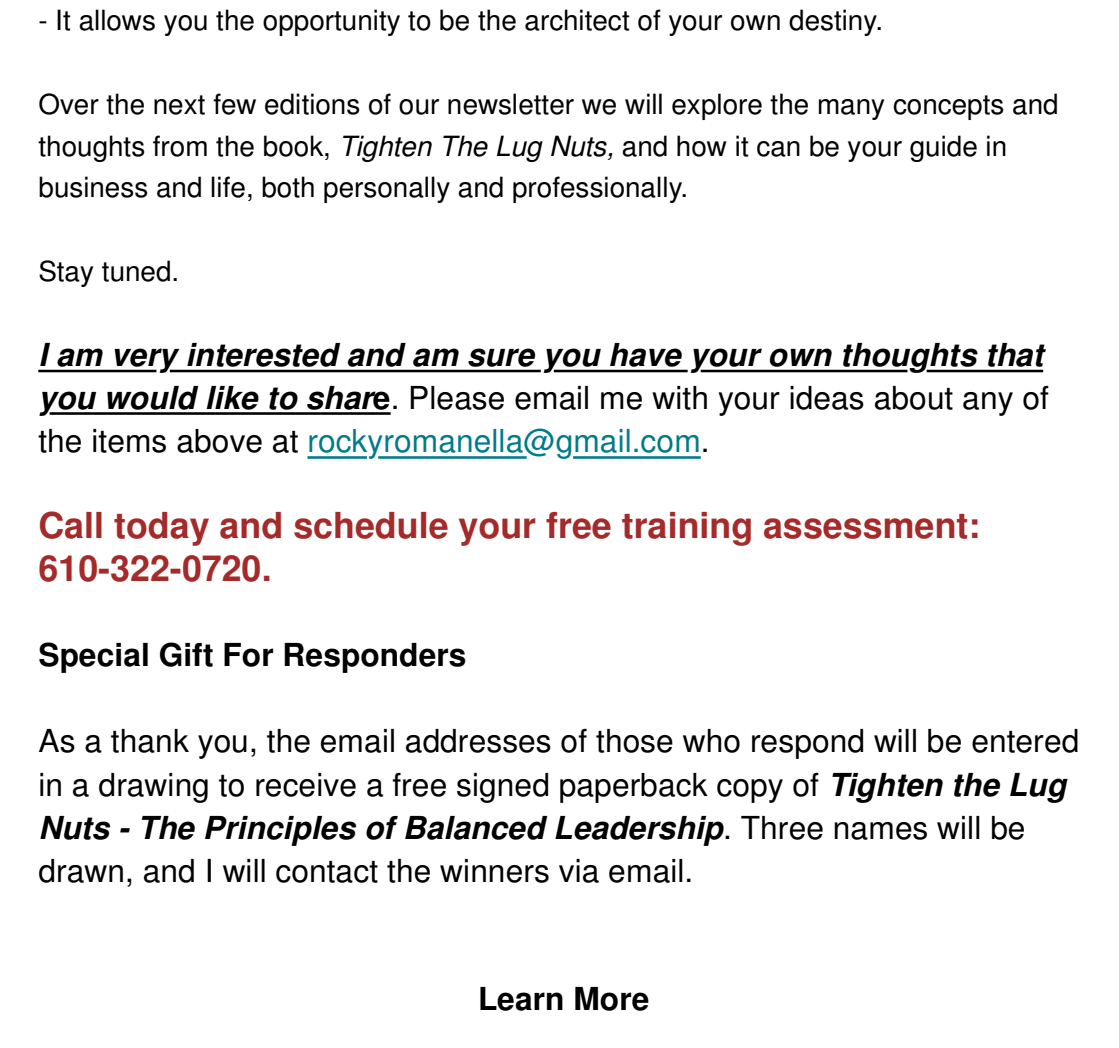 - It allows you the opportunity to be the architect of your own destiny.
Over the next few editions of our newsletter we will explore the many concepts and
thoughts from the book, Tighten The Lug Nuts, and how it can be your guide in
business and life, both personally and professionally.
Stay tuned.
I am very interested and am sure you have your own thoughts that
you would like to share. Please email me with your ideas about any of
the items above at rockyromanella@gmail.com.
Call today and schedule your free training assessment:
610-322-0720.
Special Gift For Responders
As a thank you, the email addresses of those who respond will be entered
in a drawing to receive a free signed paperback copy of Tighten the Lug
Nuts - The Principles of Balanced Leadership. Three names will be
drawn, and I will contact the winners via email.
Learn More